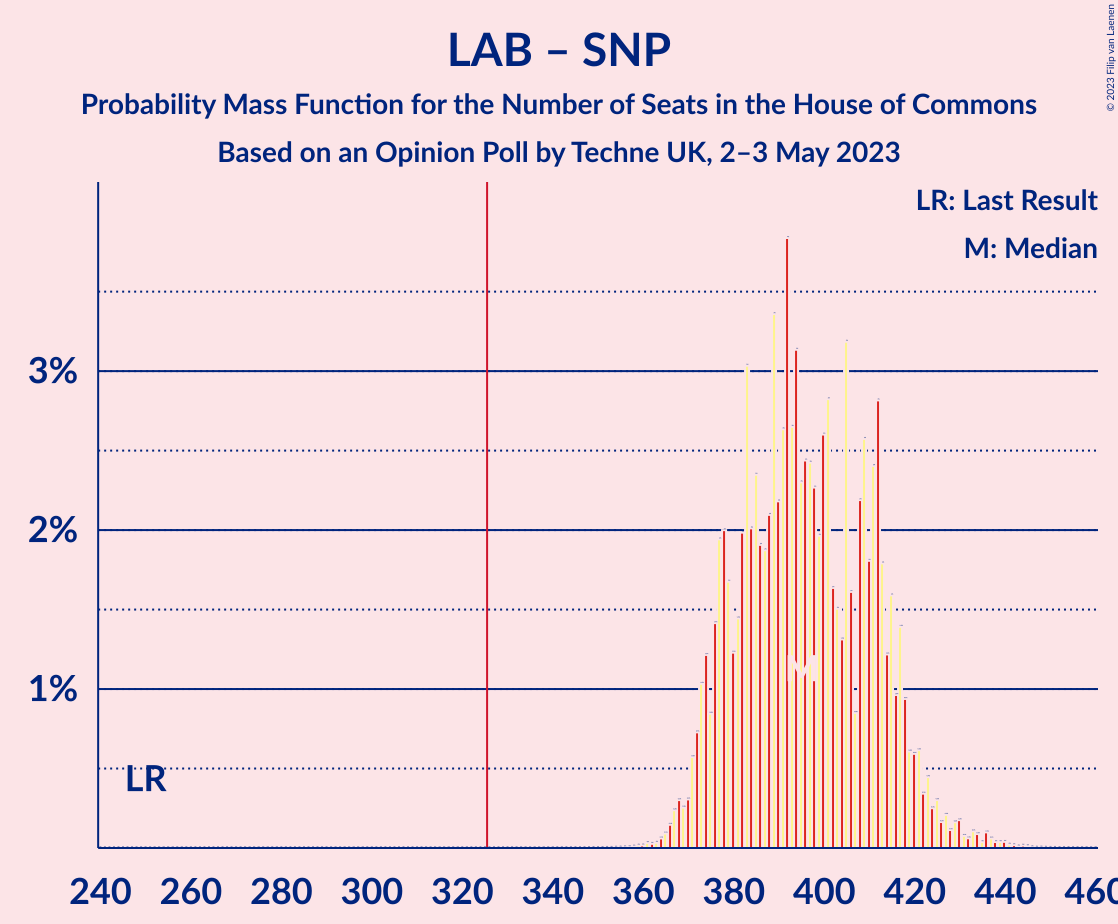 LAB – SNP
Probability Mass Function for the Number of Seats in the House of Commons
Based on an Opinion Poll by Techne UK, 2–3 May 2023
© 2023 Filip van Laenen
LR: Last Result
M: Median
3%
2%
1%
M
LR
240 260 280 300 320 340 360 380 400 420 440 460